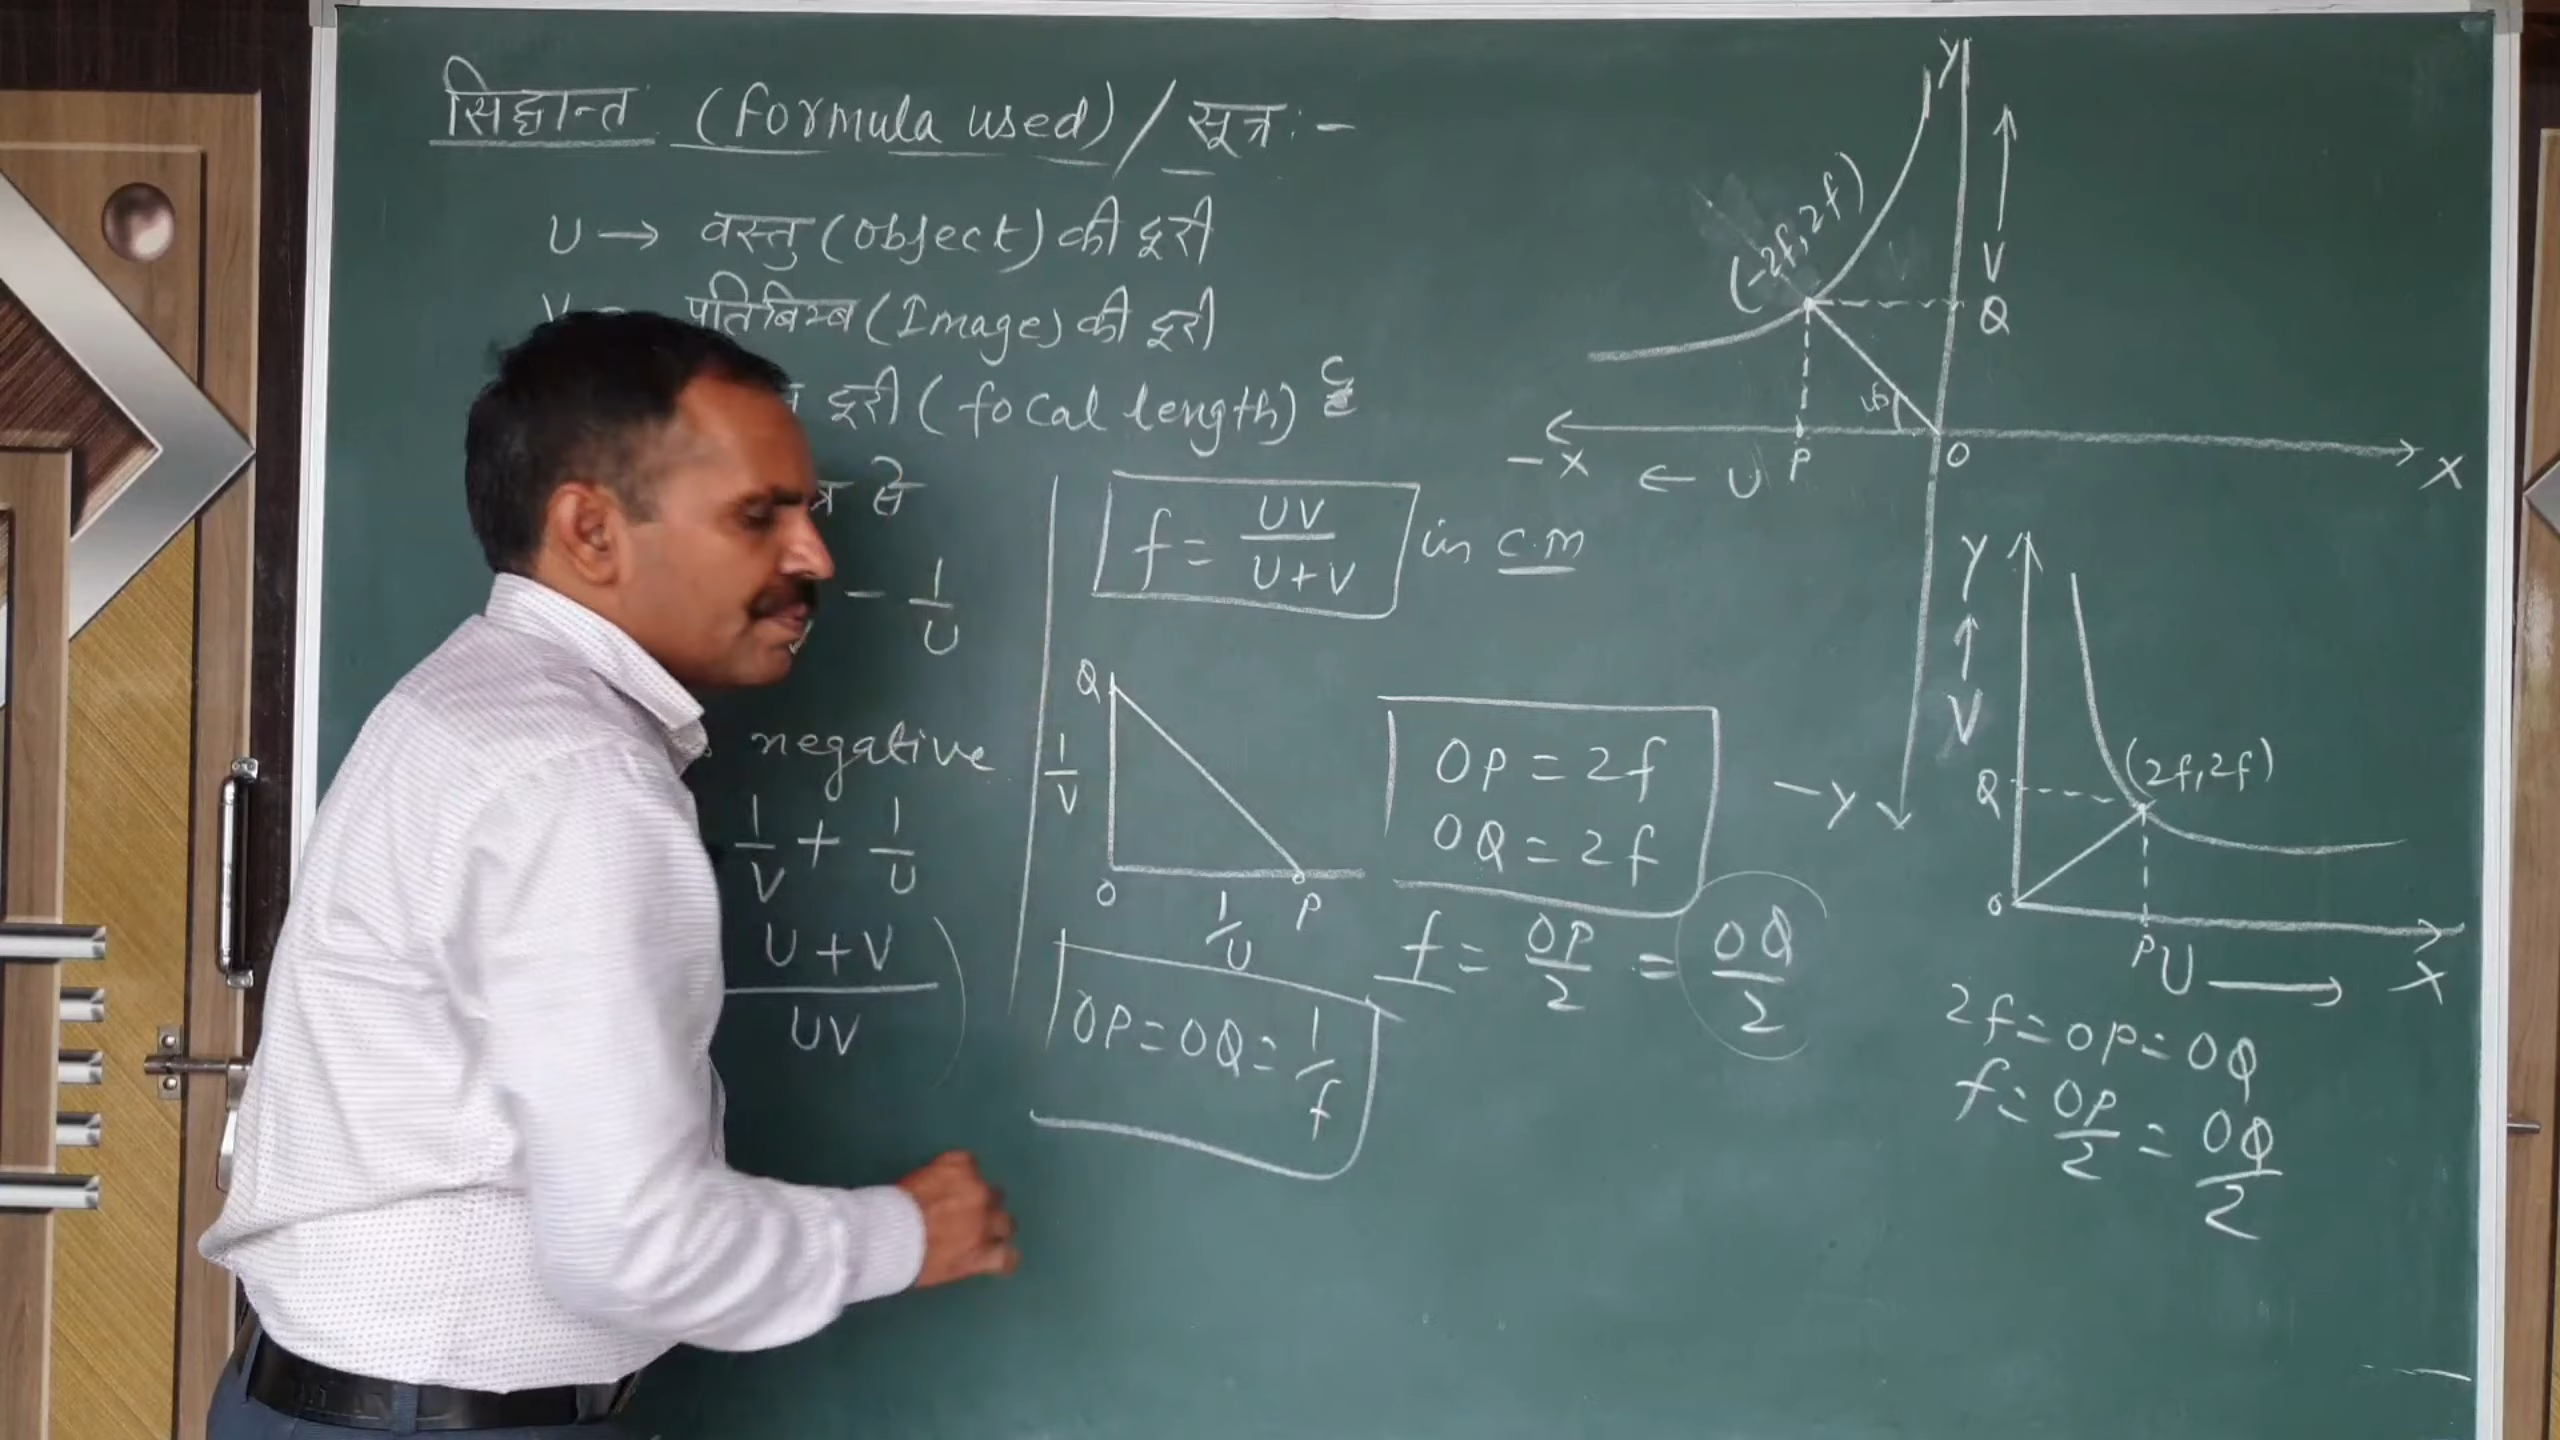 सिद्धान्त (formula used) / सूत्र :-
U → वस्तु (object) की दूरी
प्रतिबिम्ब (Image) की दूरी
दूरी (focal length) है
से
- 1/U
negative
1/V + 1/U
U + V / UV
f = UV / U + V in C.M
Q
1/V
O 1/U P
OP = OQ = 1/f
OP = 2f
OQ = 2f
f = OP/2 = OQ/2
Y
V
(-2f, 2f)
Q
-X ← U P O X
-Y
Y
V
Q (2f, 2f)
O
P U → X
2f = OP = OQ
f = OP/2 = OQ/2